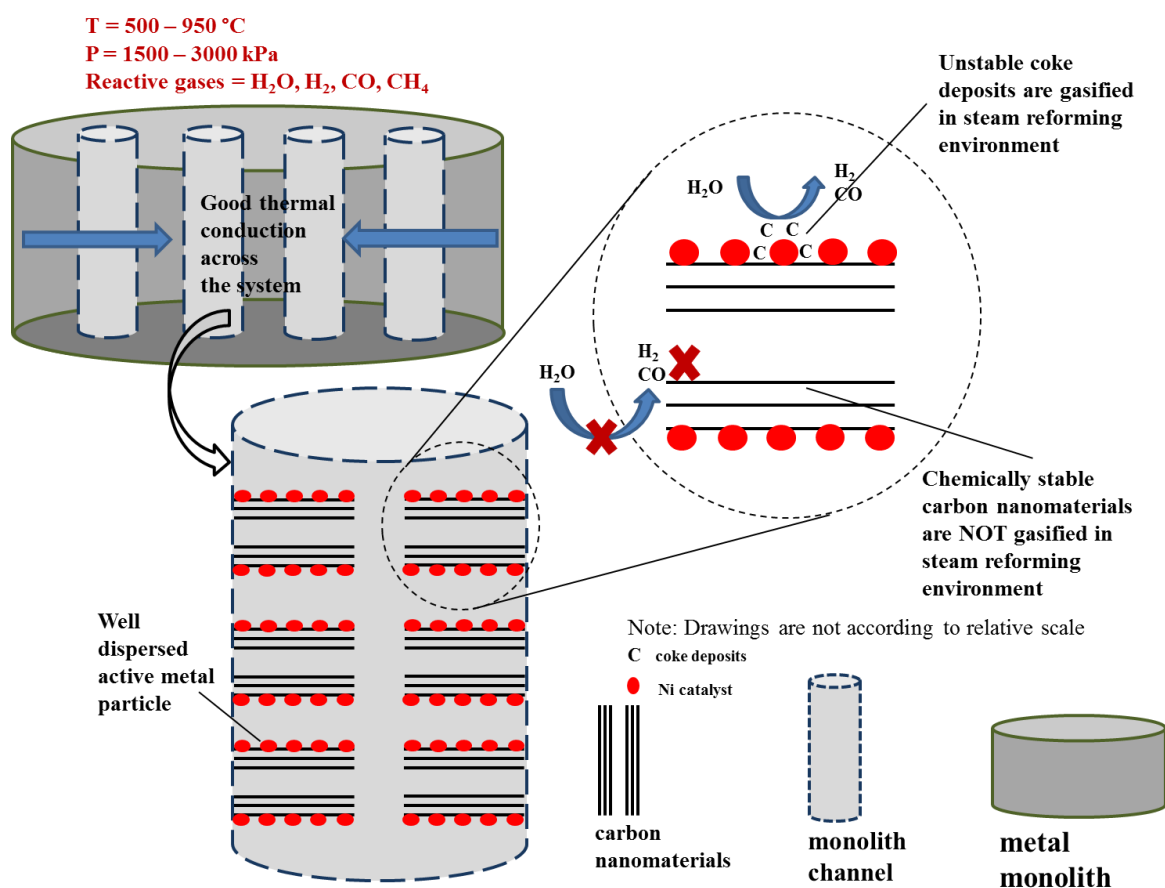 T = 500 – 950 °C
P = 1500 – 3000 kPa
Reactive gases = H₂O, H₂, CO, CH₄
Good thermal
conduction
across
the system
Unstable coke
deposits are gasified
in steam reforming
environment
H₂O
H₂
CO
C C
C C
H₂O
H₂
CO
Chemically stable
carbon nanomaterials
are NOT gasified in
steam reforming
environment
Well
dispersed
active metal
particle
Note: Drawings are not according to relative scale
C coke deposits
Ni catalyst
carbon
nanomaterials
monolith
channel
metal
monolith